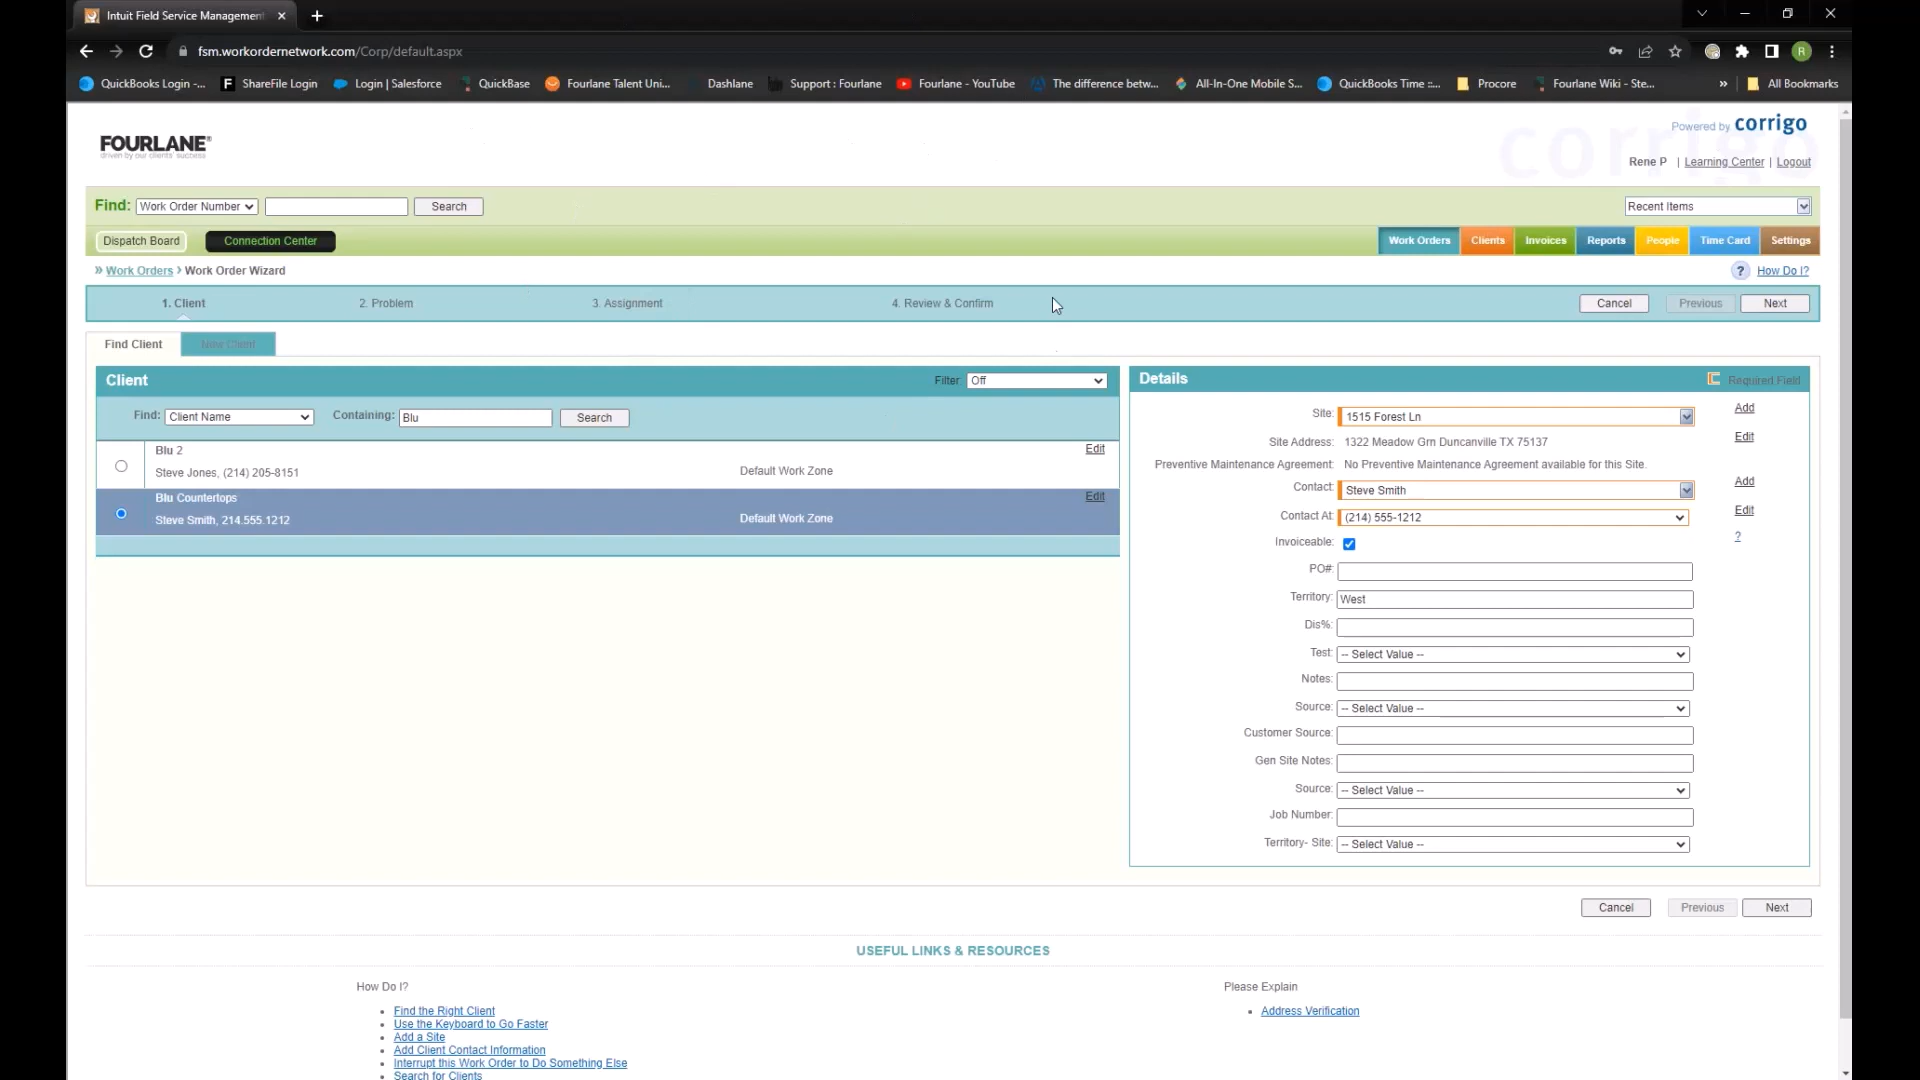 Intuit Field Service Management
fsm.workordernetwork.com/Corp/default.aspx
R
QuickBooks Login -... ShareFile Login Login | Salesforce QuickBase Fourlane Talent Uni... Dashlane Support : Fourlane Fourlane - YouTube The difference betw... All-In-One Mobile S... QuickBooks Time ::... Procore Fourlane Wiki - Ste... » All Bookmarks
FOURLANE®
driven by our clients' success
Powered by corrigo
corrigo
Rene P | Learning Center | Logout
Find: Work Order Number Search Recent Items
Dispatch Board Connection Center Work Orders Clients Invoices Reports People Time Card Settings
» Work Orders › Work Order Wizard ? How Do I?
1. Client 2. Problem 3. Assignment 4. Review & Confirm Cancel Previous Next
Find Client New Client
Client Filter: Off
Find: Client Name Containing: Blu Search
Blu 2 Edit
Steve Jones, (214) 205-8151 Default Work Zone
Blu Countertops Edit
Steve Smith, 214.555.1212 Default Work Zone
Details Required Field
Site: 1515 Forest Ln Add
Site Address: 1322 Meadow Grn Duncanville TX 75137 Edit
Preventive Maintenance Agreement: No Preventive Maintenance Agreement available for this Site.
Contact: Steve Smith Add
Contact At: (214) 555-1212 Edit
Invoiceable: ?
PO#:
Territory: West
Dis%:
Test: -- Select Value --
Notes:
Source: -- Select Value --
Customer Source:
Gen Site Notes:
Source: -- Select Value --
Job Number:
Territory- Site: -- Select Value --
Cancel Previous Next
USEFUL LINKS & RESOURCES
How Do I?
Find the Right Client
Use the Keyboard to Go Faster
Add a Site
Add Client Contact Information
Interrupt this Work Order to Do Something Else
Search for Clients
Please Explain
Address Verification